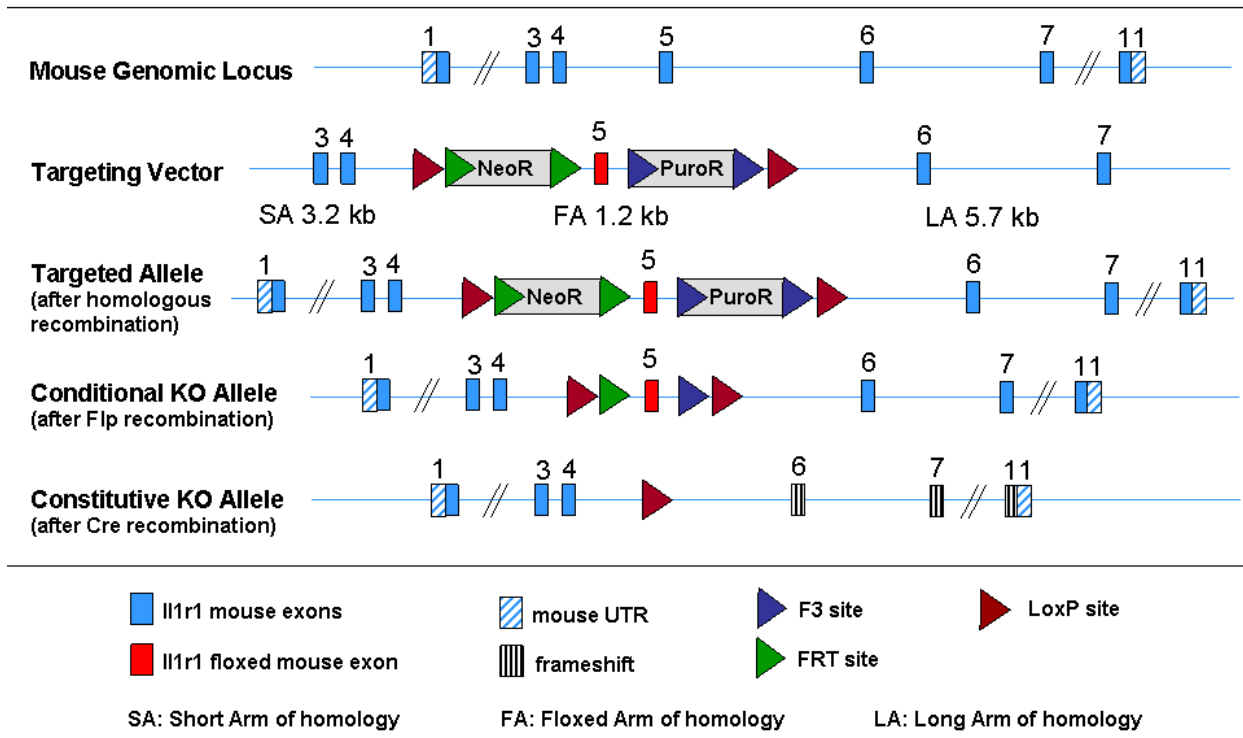 1 3 4 5 6 7 11
Mouse Genomic Locus
3 4 5 6 7
Targeting Vector NeoR PuroR
SA 3.2 kb FA 1.2 kb LA 5.7 kb
1 3 4 5 6 7 11
Targeted Allele
(after homologous
recombination)
NeoR PuroR
1 3 4 5 6 7 11
Conditional KO Allele
(after Flp recombination)
1 3 4 6 7 11
Constitutive KO Allele
(after Cre recombination)
Il1r1 mouse exons mouse UTR F3 site LoxP site
Il1r1 floxed mouse exon frameshift FRT site
SA: Short Arm of homology FA: Floxed Arm of homology LA: Long Arm of homology